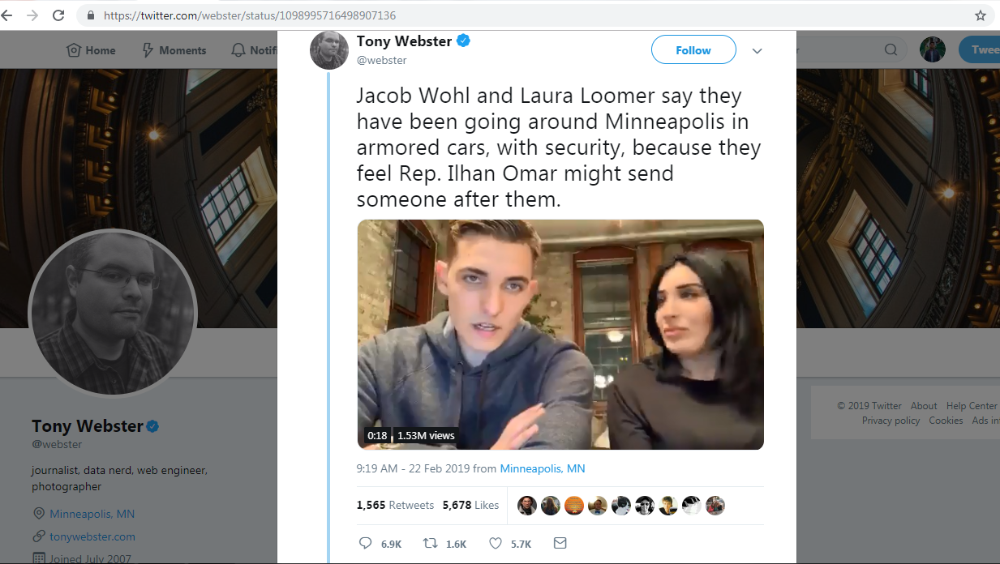 https://twitter.com/webster/status/1098995716498907136
Home
Moments
Notifi
Twee
Tony Webster
@webster
Follow
Jacob Wohl and Laura Loomer say they
have been going around Minneapolis in
armored cars, with security, because they
feel Rep. Ilhan Omar might send
someone after them.
0:18
1.53M views
9:19 AM - 22 Feb 2019 from Minneapolis, MN
1,565 Retweets 5,678 Likes
6.9K 1.6K 5.7K
Tony Webster
@webster
journalist, data nerd, web engineer,
photographer
Minneapolis, MN
tonywebster.com
Joined July 2007
© 2019 Twitter About Help Center
Privacy policy Cookies Ads in